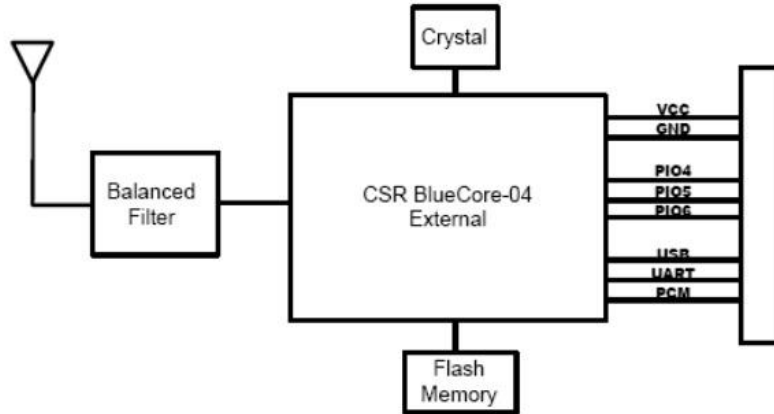 Crystal
VCC
GND
Balanced
Filter
CSR BlueCore-04
External
PIO4
PIO5
PIO6
USB
UART
PCM
Flash
Memory